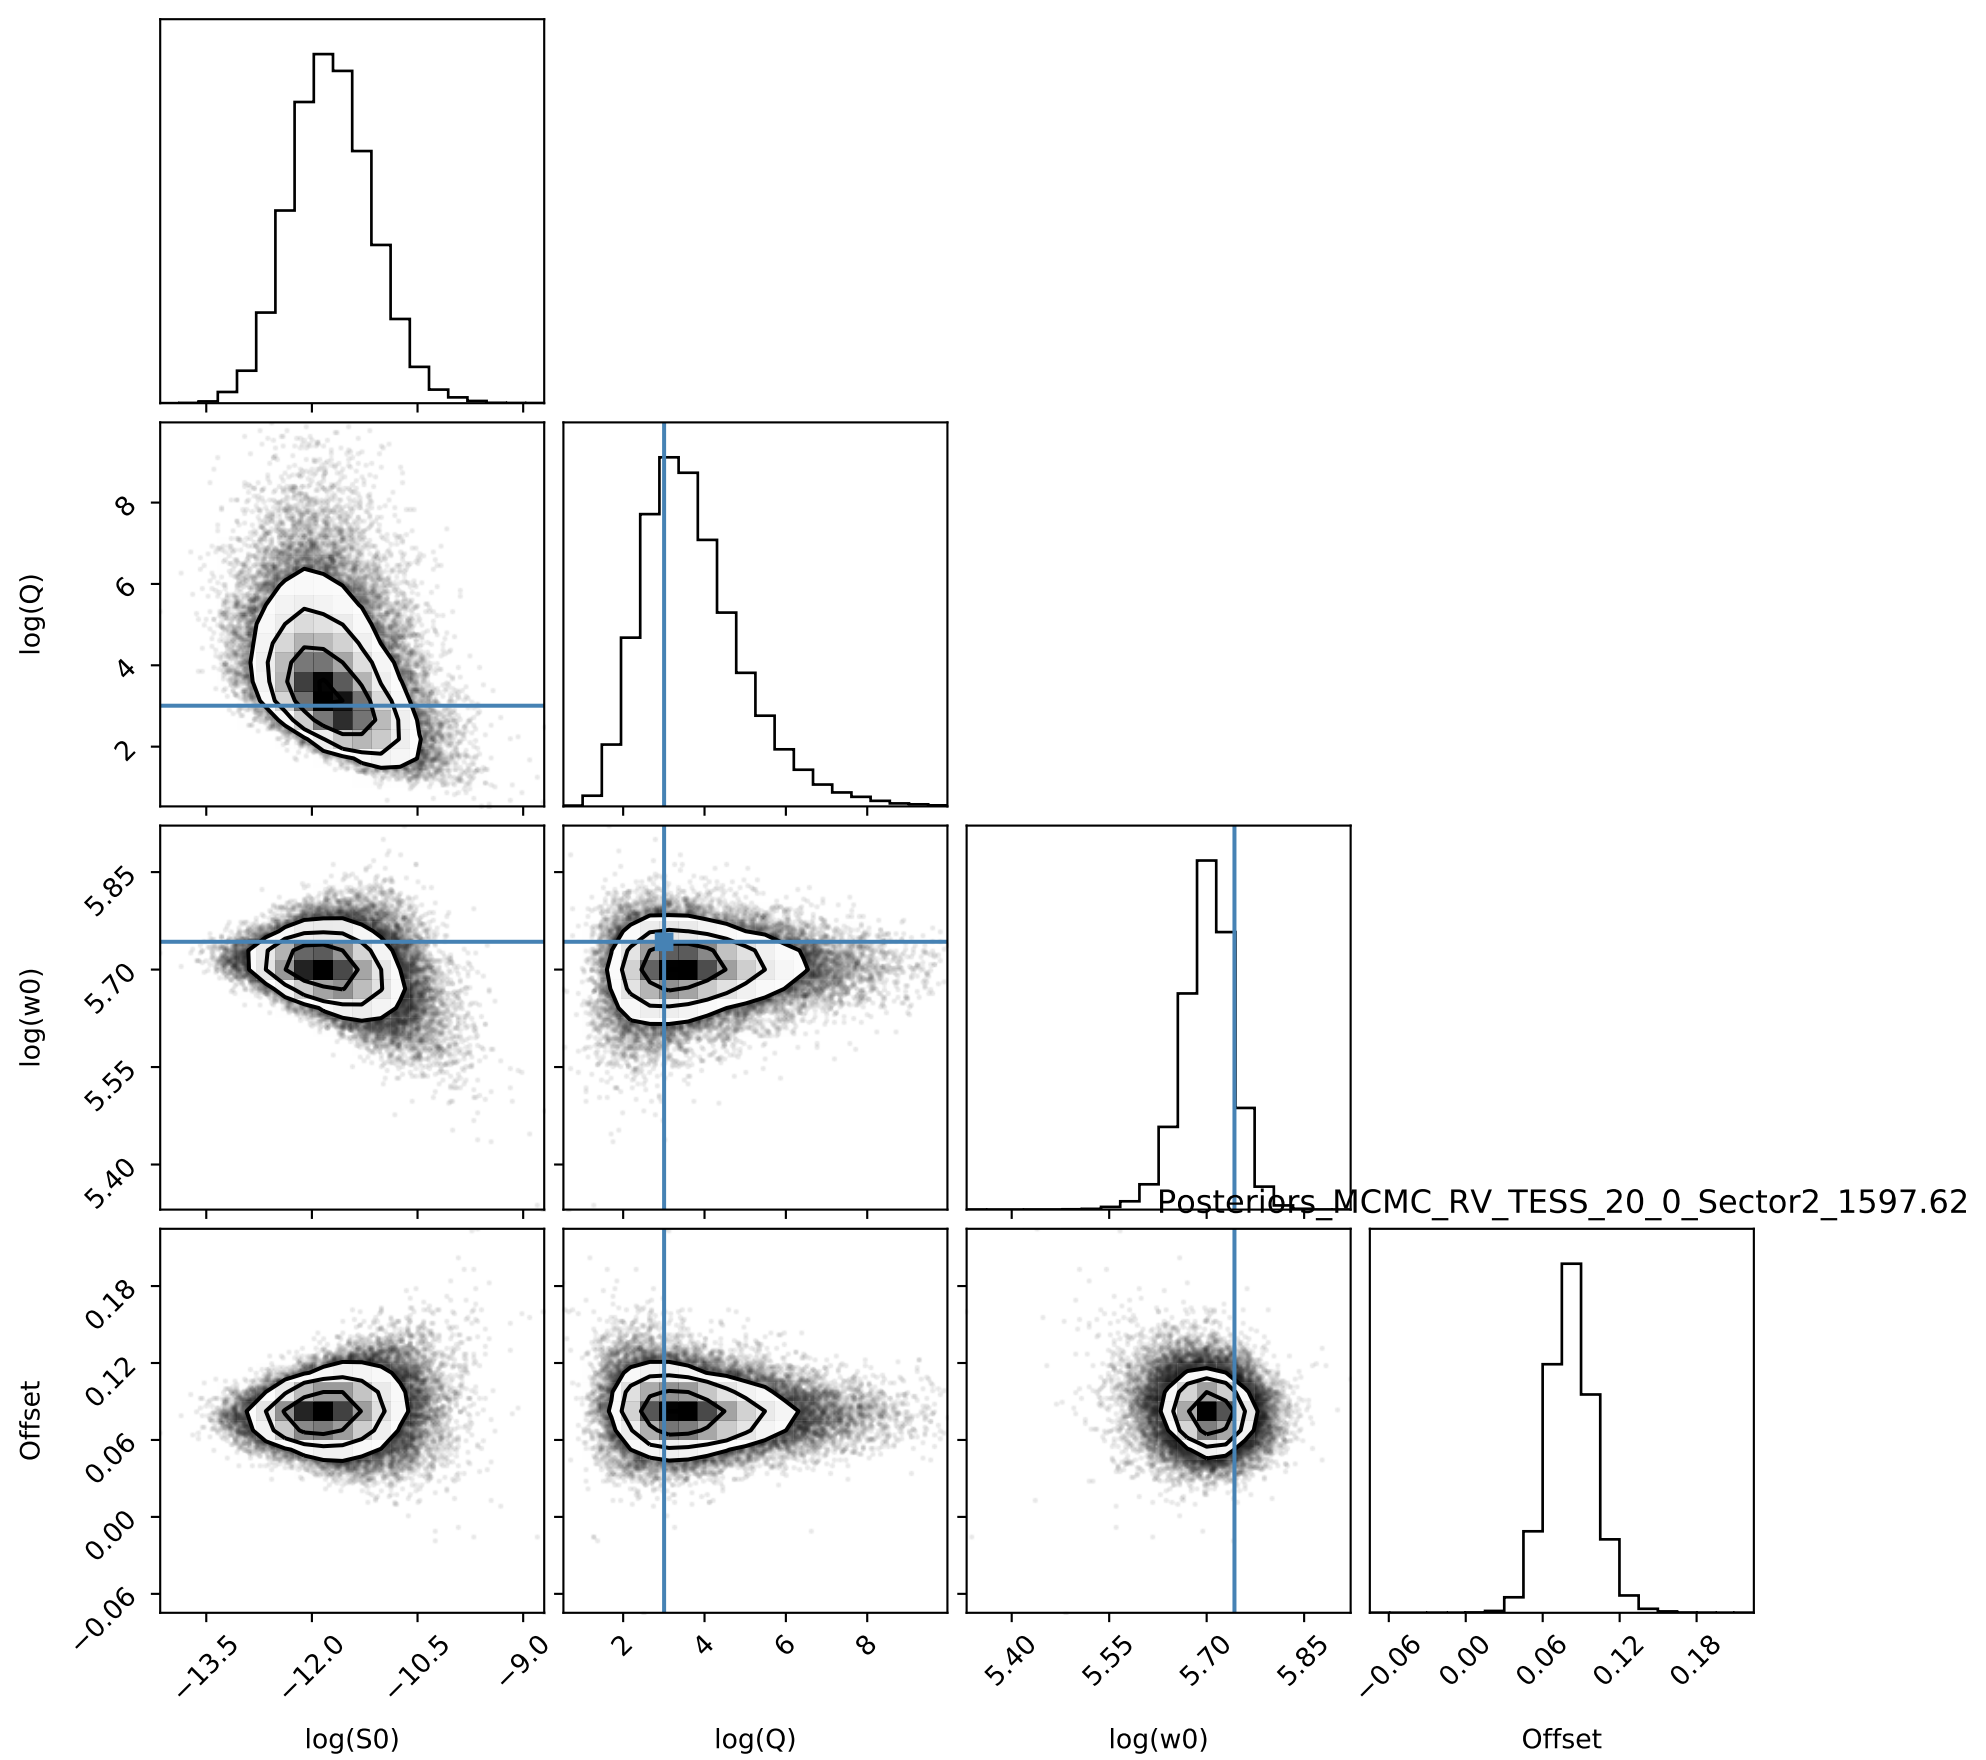 log(Q)
8
6
4
2
log(w0)
5.85
5.70
5.55
5.40
Posteriors_MCMC_RV_TESS_20_0_Sector2_1597.62
Offset
0.18
0.12
0.06
0.00
−0.06
−13.5 −12.0 −10.5 −9.0
2 4 6 8
5.40 5.55 5.70 5.85
−0.06 0.00 0.06 0.12 0.18
log(S0) log(Q) log(w0) Offset